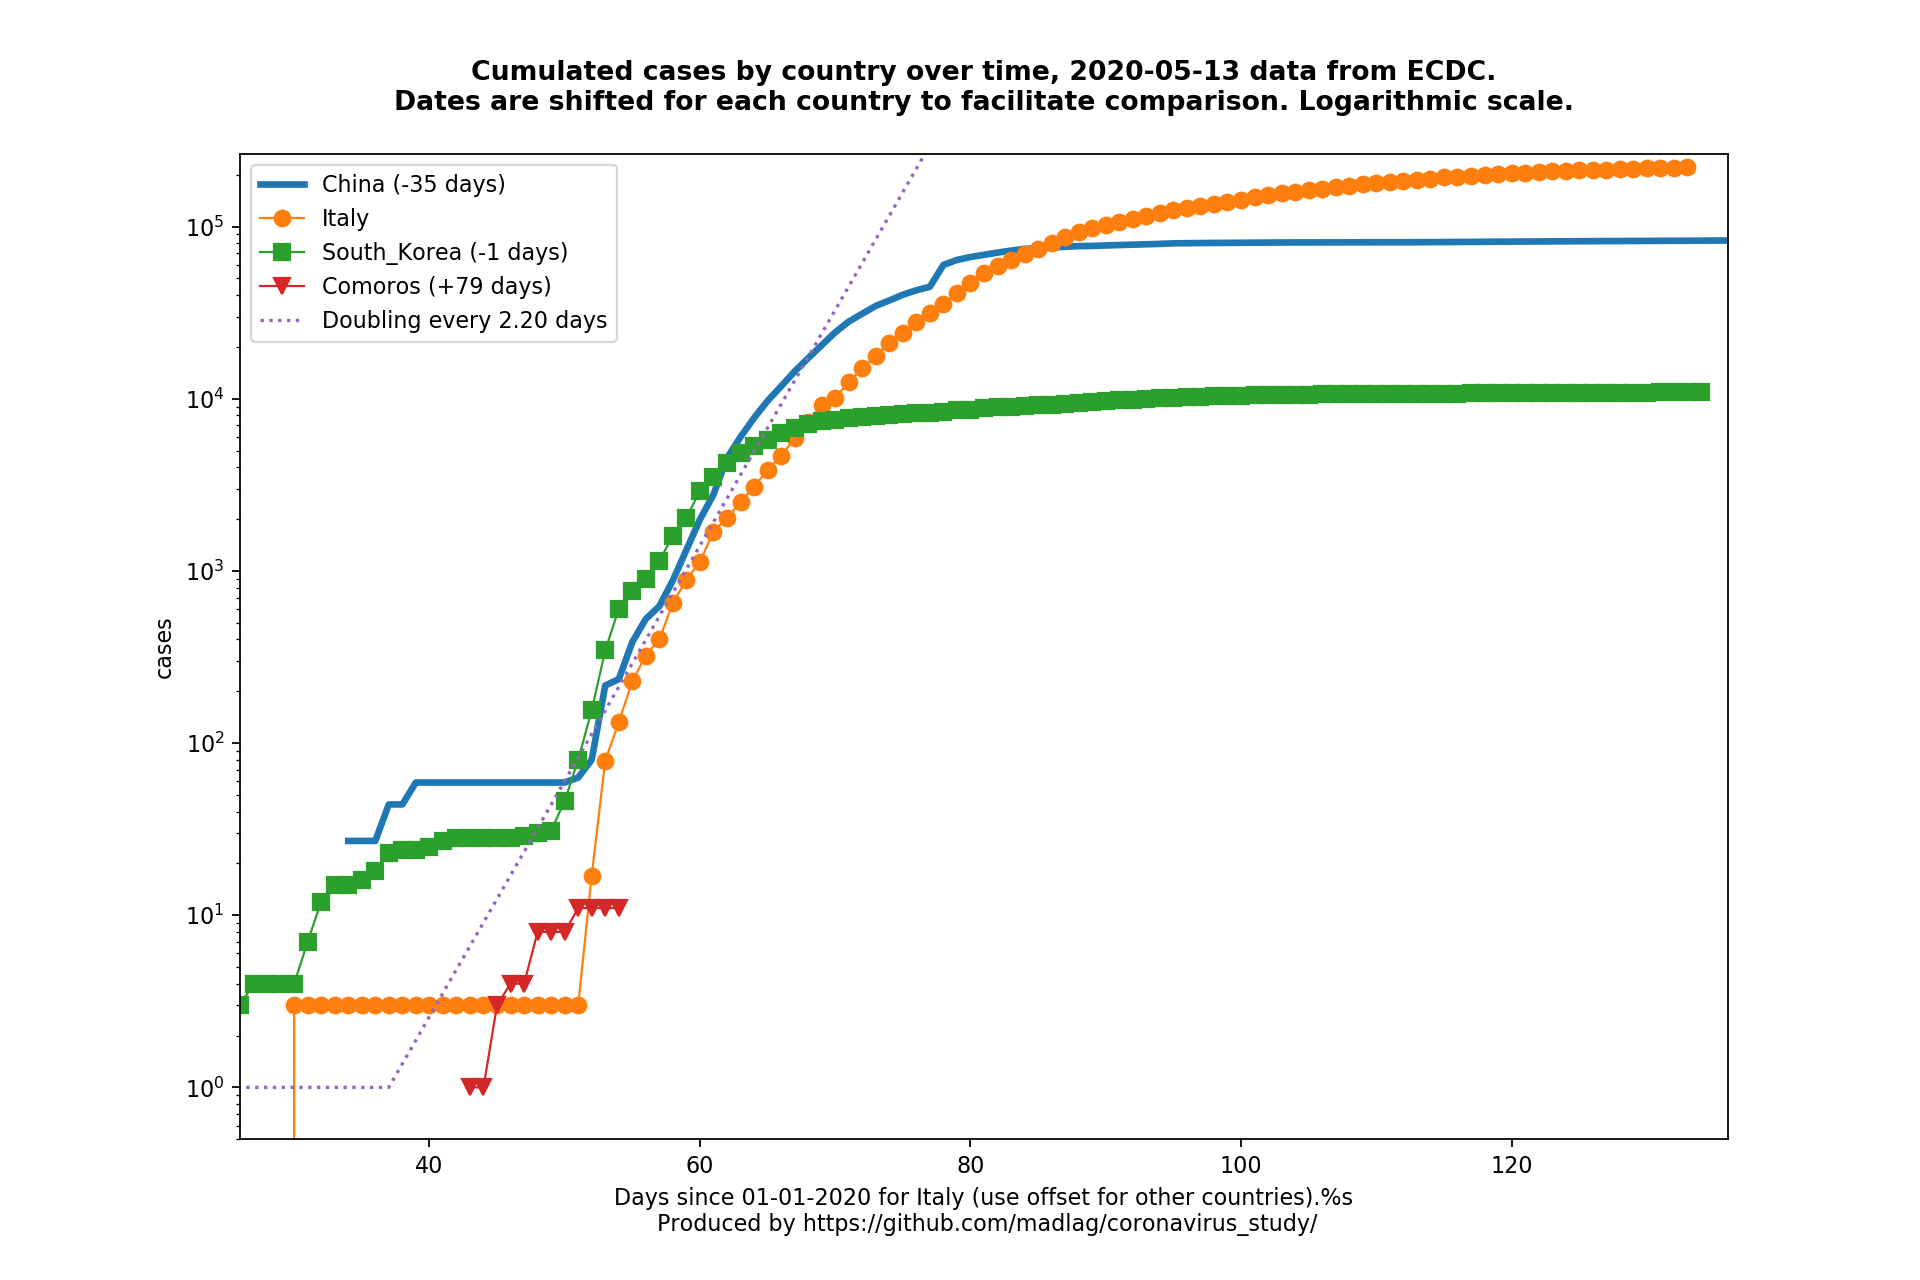 Cumulated cases by country over time, 2020-05-13 data from ECDC.
Dates are shifted for each country to facilitate comparison. Logarithmic scale.
China (-35 days)
Italy
South_Korea (-1 days)
Comoros (+79 days)
Doubling every 2.20 days
10⁵
10⁴
10³
10²
10¹
10⁰
cases
40 60 80 100 120
Days since 01-01-2020 for Italy (use offset for other countries).%s
Produced by https://github.com/madlag/coronavirus_study/